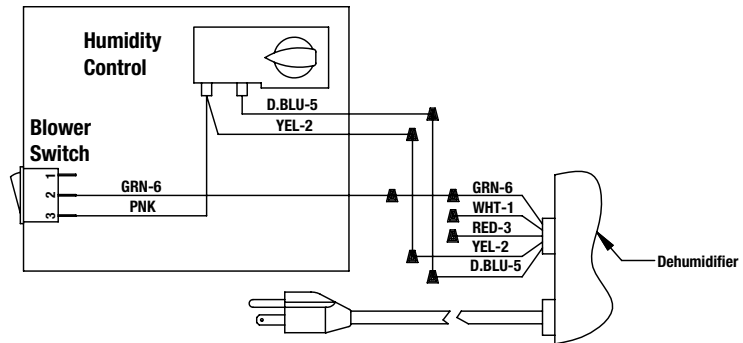 Humidity
Control
D.BLU-5
YEL-2
Blower
Switch
1
2
3
GRN-6
PNK
GRN-6
WHT-1
RED-3
YEL-2
D.BLU-5
Dehumidifier